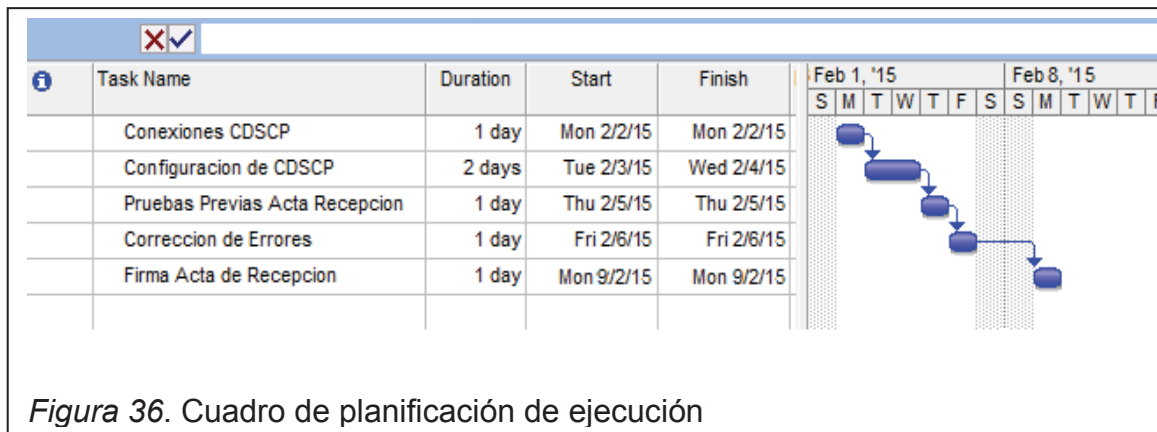 Task Name Duration Start Finish Feb 1, '15 Feb 8, '15
S M T W T F S S M T W T F
Conexiones CDSCP 1 day Mon 2/2/15 Mon 2/2/15
Configuracion de CDSCP 2 days Tue 2/3/15 Wed 2/4/15
Pruebas Previas Acta Recepcion 1 day Thu 2/5/15 Thu 2/5/15
Correccion de Errores 1 day Fri 2/6/15 Fri 2/6/15
Firma Acta de Recepcion 1 day Mon 9/2/15 Mon 9/2/15
Figura 36. Cuadro de planificación de ejecución